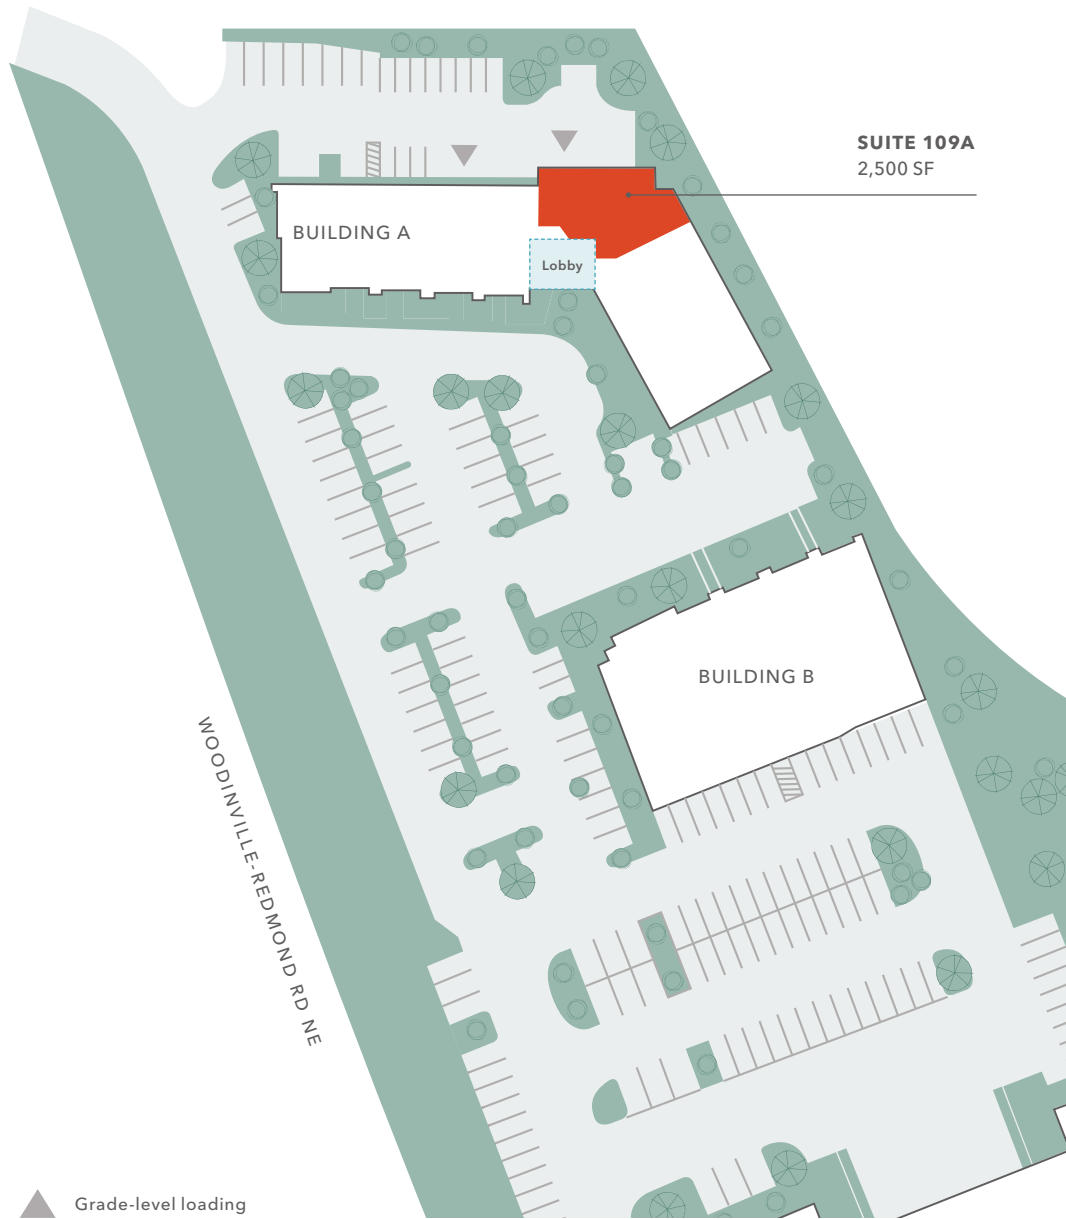 SUITE 109A
2,500 SF
BUILDING A
Lobby
BUILDING B
WOODINVILLE-REDMOND RD NE
Grade-level loading